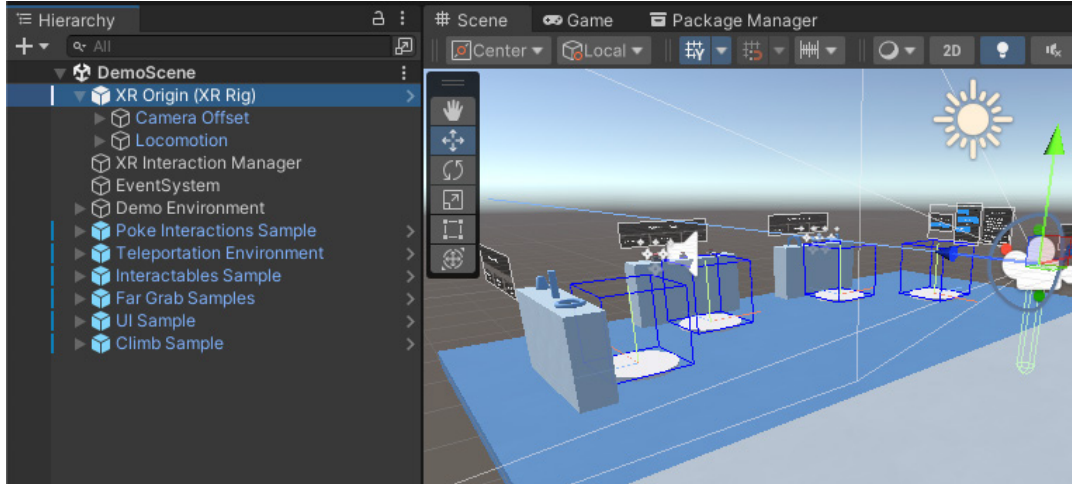 Hierarchy
All
DemoScene
XR Origin (XR Rig)
Camera Offset
Locomotion
XR Interaction Manager
EventSystem
Demo Environment
Poke Interactions Sample
Teleportation Environment
Interactables Sample
Far Grab Samples
UI Sample
Climb Sample
Scene
Game
Package Manager
Center
Local
2D